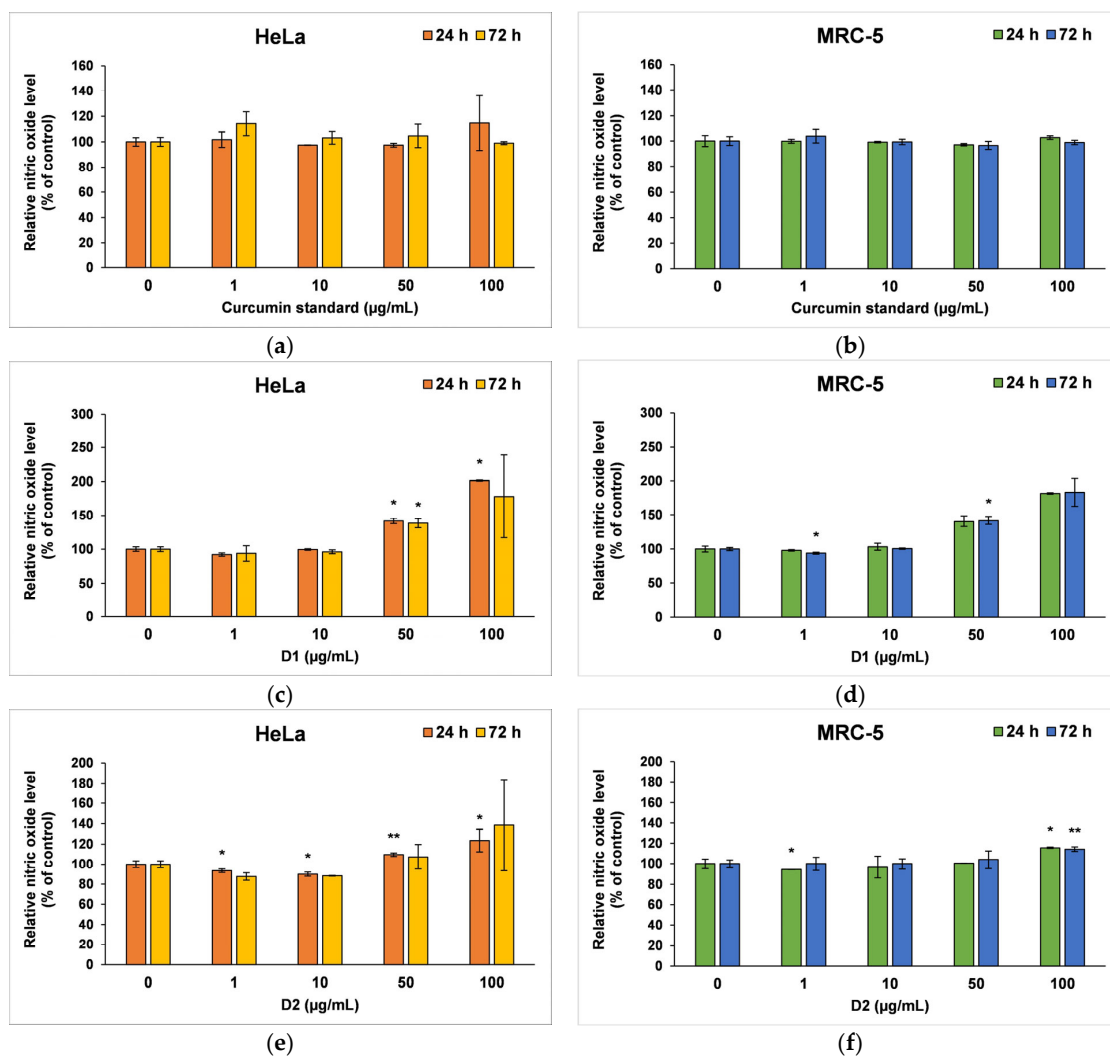 HeLa
24 h 72 h
Relative nitric oxide level
(% of control)
160
140
120
100
80
60
40
20
0
0 1 10 50 100
Curcumin standard (µg/mL)
(a)
MRC-5
24 h 72 h
Relative nitric oxide level
(% of control)
160
140
120
100
80
60
40
20
0
0 1 10 50 100
Curcumin standard (µg/mL)
(b)
HeLa
24 h 72 h
Relative nitric oxide level
(% of control)
300
250
200
150
100
50
0
* * *
0 1 10 50 100
D1 (µg/mL)
(c)
MRC-5
24 h 72 h
Relative nitric oxide level
(% of control)
300
250
200
150
100
50
0
* *
0 1 10 50 100
D1 (µg/mL)
(d)
HeLa
24 h 72 h
Relative nitric oxide level
(% of control)
200
180
160
140
120
100
80
60
40
20
0
* * ** *
0 1 10 50 100
D2 (µg/mL)
(e)
MRC-5
24 h 72 h
Relative nitric oxide level
(% of control)
200
180
160
140
120
100
80
60
40
20
0
* * **
0 1 10 50 100
D2 (µg/mL)
(f)